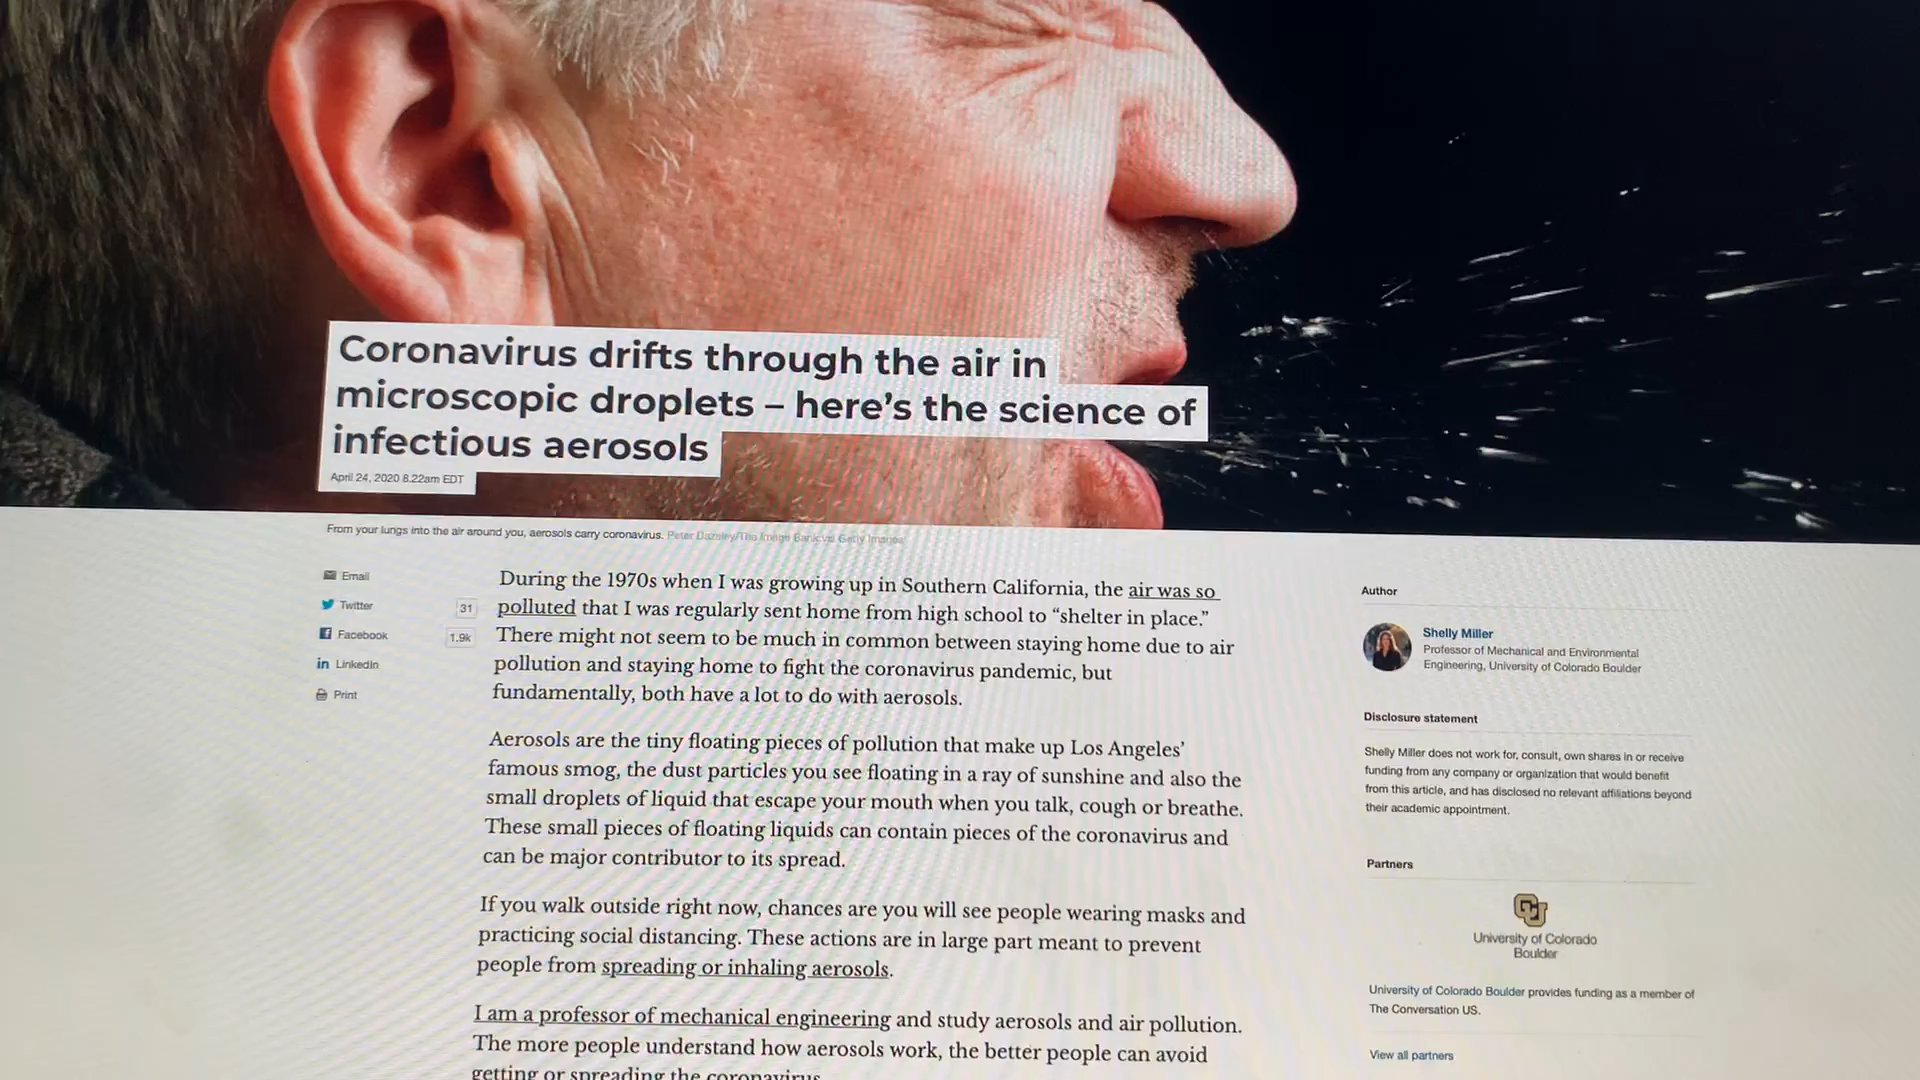 Coronavirus drifts through the air in
microscopic droplets – here's the science of
infectious aerosols
April 24, 2020 8.22am EDT
From your lungs into the air around you, aerosols carry coronavirus. Peter Dazeley/The Image Bank via Getty Images
Email
Twitter 31
Facebook 1.9k
LinkedIn
Print
During the 1970s when I was growing up in Southern California, the air was so
polluted that I was regularly sent home from high school to “shelter in place.”
There might not seem to be much in common between staying home due to air
pollution and staying home to fight the coronavirus pandemic, but
fundamentally, both have a lot to do with aerosols.
Aerosols are the tiny floating pieces of pollution that make up Los Angeles’
famous smog, the dust particles you see floating in a ray of sunshine and also the
small droplets of liquid that escape your mouth when you talk, cough or breathe.
These small pieces of floating liquids can contain pieces of the coronavirus and
can be major contributor to its spread.
If you walk outside right now, chances are you will see people wearing masks and
practicing social distancing. These actions are in large part meant to prevent
people from spreading or inhaling aerosols.
I am a professor of mechanical engineering and study aerosols and air pollution.
The more people understand how aerosols work, the better people can avoid
getting or spreading the coronavirus
Author
Shelly Miller
Professor of Mechanical and Environmental
Engineering, University of Colorado Boulder
Disclosure statement
Shelly Miller does not work for, consult, own shares in or receive
funding from any company or organization that would benefit
from this article, and has disclosed no relevant affiliations beyond
their academic appointment.
Partners
CU
University of Colorado
Boulder
University of Colorado Boulder provides funding as a member of
The Conversation US.
View all partners